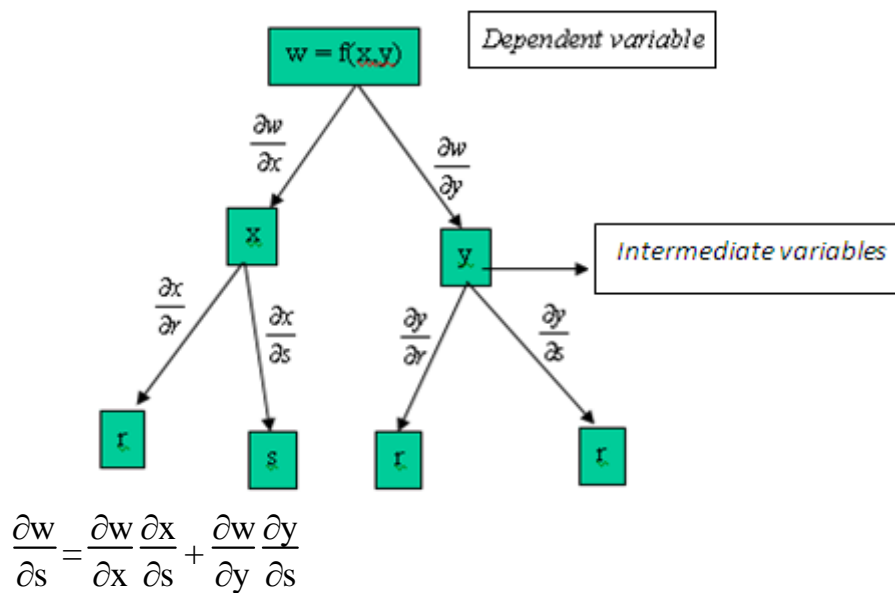 w = f(x,y)
Dependent variable
∂w/∂x
∂w/∂y
x
y
Intermediate variables
∂x/∂r
∂x/∂s
∂y/∂r
∂y/∂s
r
s
r
r
∂w/∂s = ∂w/∂x ∂x/∂s + ∂w/∂y ∂y/∂s